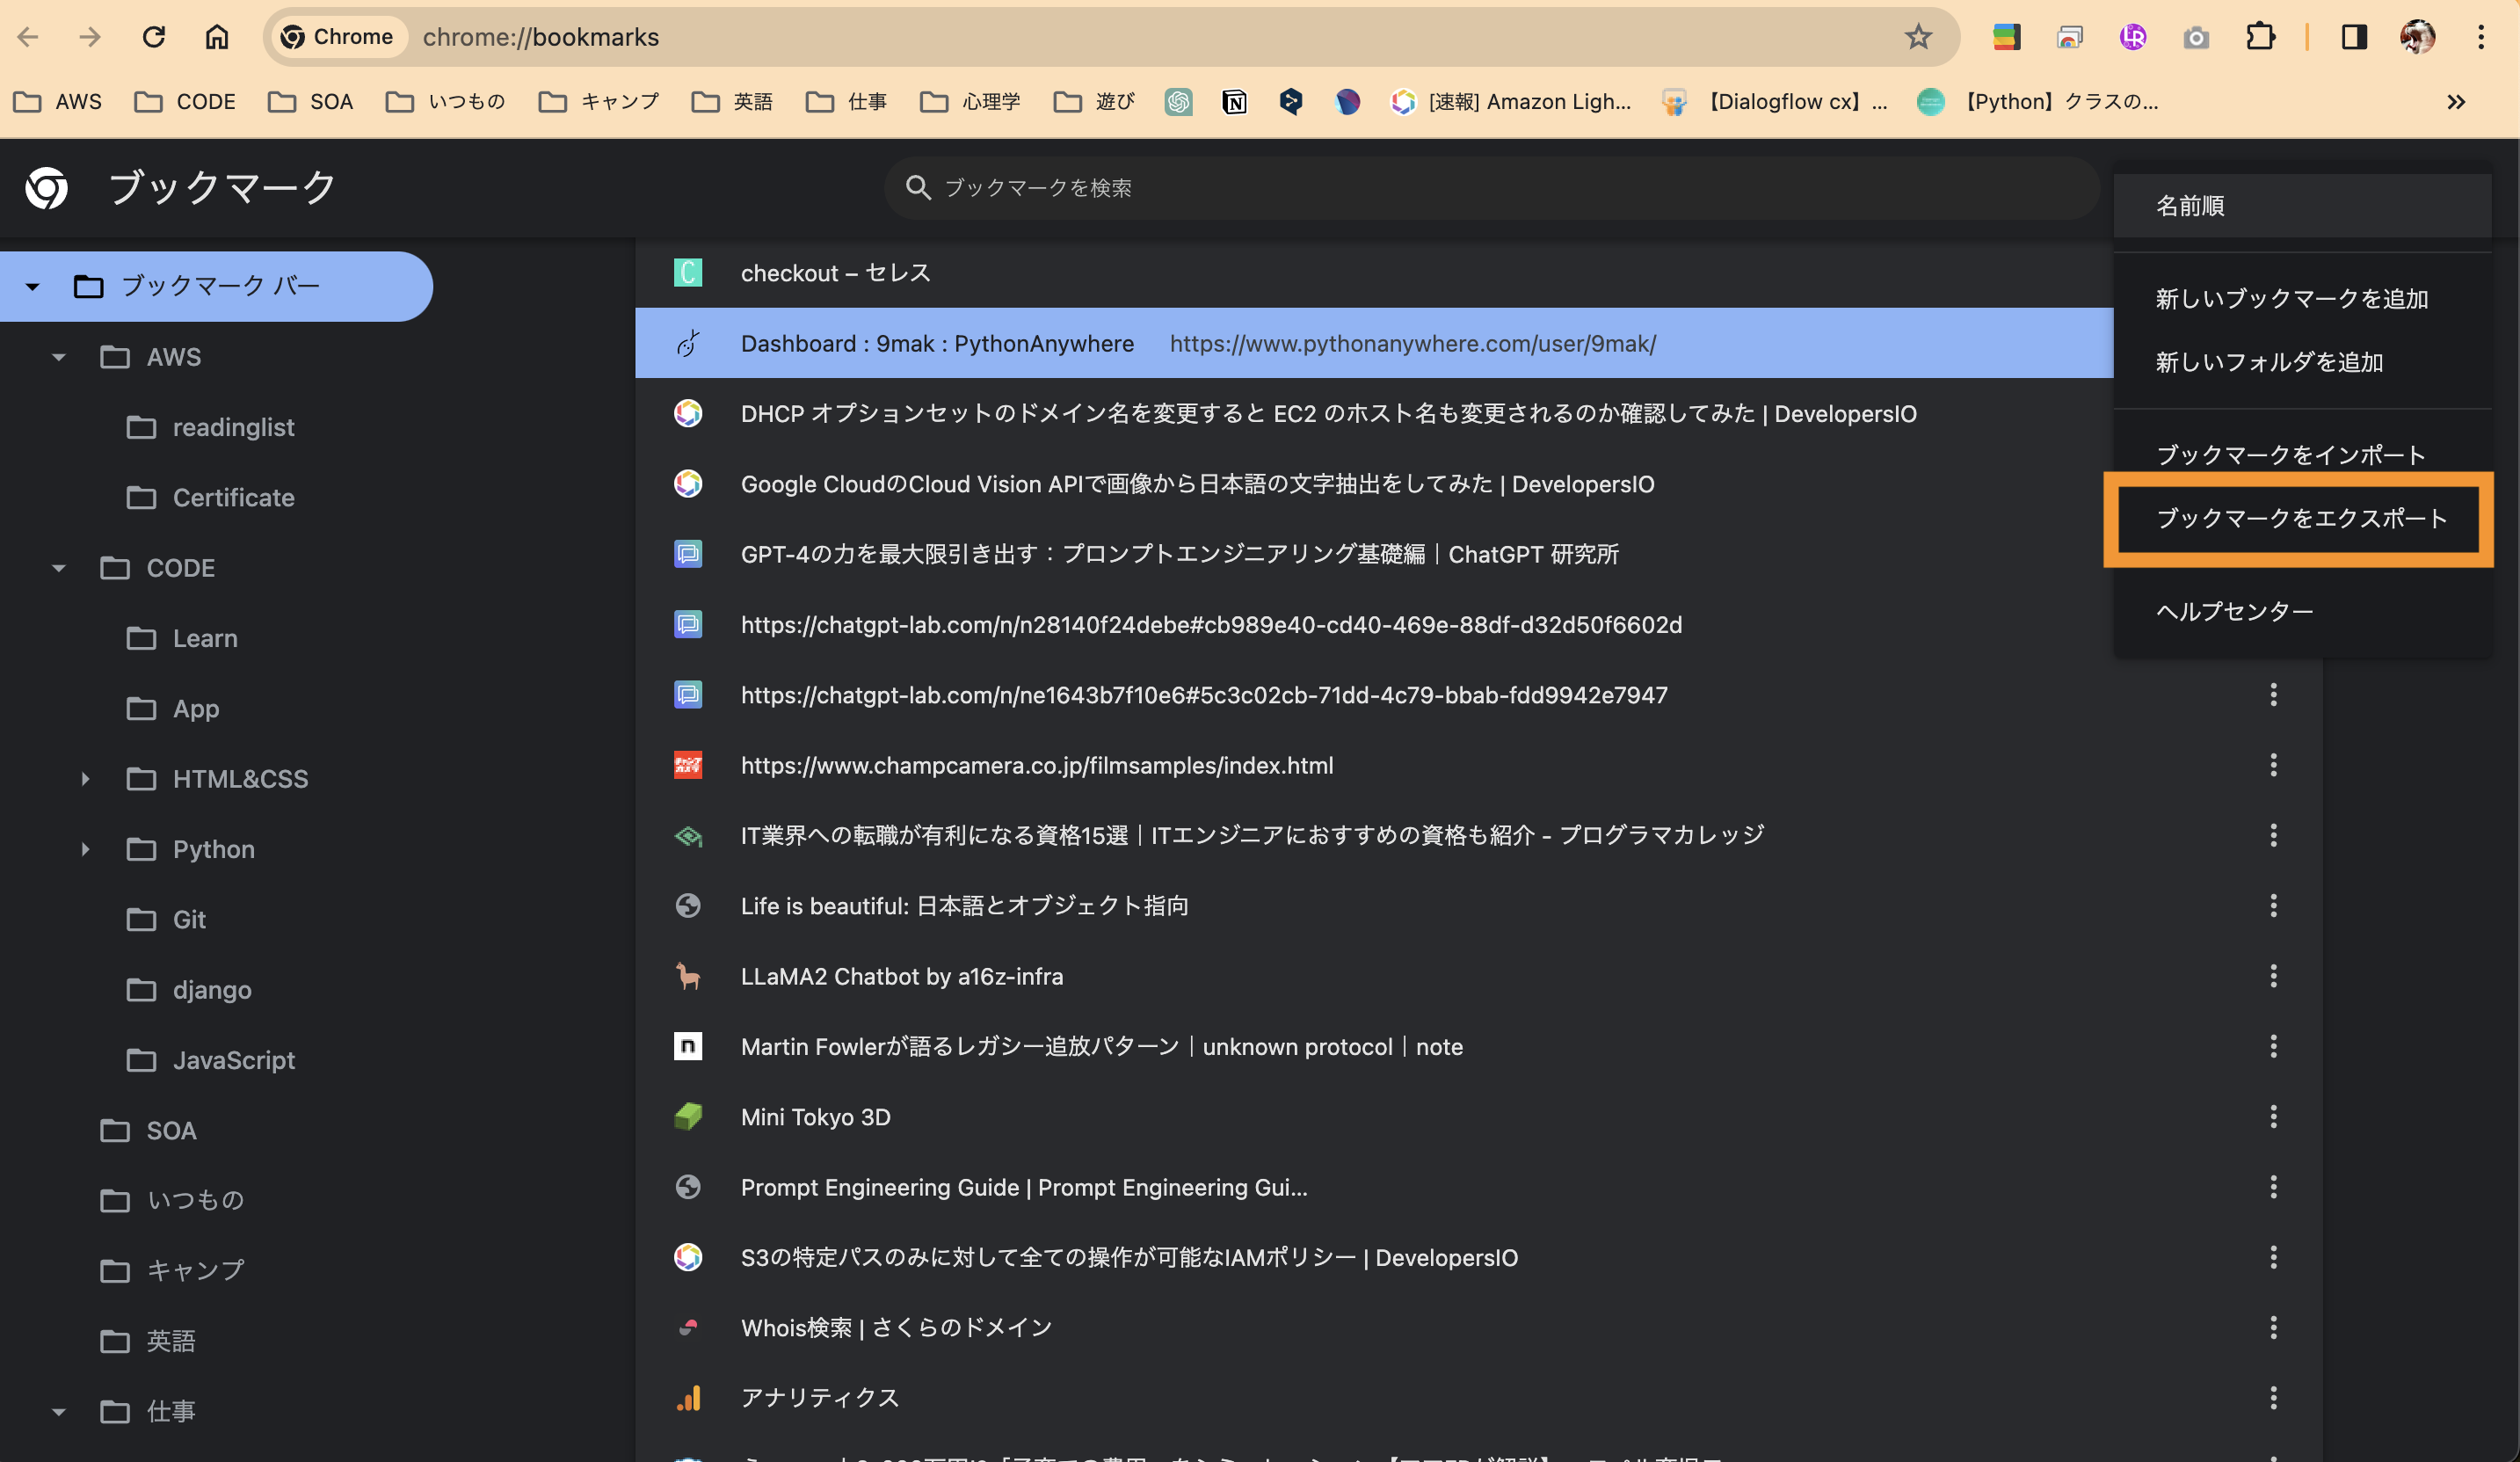 Chrome chrome://bookmarks
AWS CODE SOA いつもの キャンプ 英語 仕事 心理学 遊び [速報] Amazon Ligh... 【Dialogflow cx】... 【Python】クラスの...
ブックマーク
ブックマークを検索
ブックマーク バー
AWS
readinglist
Certificate
CODE
Learn
App
HTML&CSS
Python
Git
django
JavaScript
SOA
いつもの
キャンプ
英語
仕事
checkout – セレス
Dashboard : 9mak : PythonAnywhere https://www.pythonanywhere.com/user/9mak/
DHCP オプションセットのドメイン名を変更すると EC2 のホスト名も変更されるのか確認してみた | DevelopersIO
Google CloudのCloud Vision APIで画像から日本語の文字抽出をしてみた | DevelopersIO
GPT-4の力を最大限引き出す：プロンプトエンジニアリング基礎編｜ChatGPT 研究所
https://chatgpt-lab.com/n/n28140f24debe#cb989e40-cd40-469e-88df-d32d50f6602d
https://chatgpt-lab.com/n/ne1643b7f10e6#5c3c02cb-71dd-4c79-bbab-fdd9942e7947
https://www.champcamera.co.jp/filmsamples/index.html
IT業界への転職が有利になる資格15選｜ITエンジニアにおすすめの資格も紹介 - プログラマカレッジ
Life is beautiful: 日本語とオブジェクト指向
LLaMA2 Chatbot by a16z-infra
Martin Fowlerが語るレガシー追放パターン｜unknown protocol｜note
Mini Tokyo 3D
Prompt Engineering Guide | Prompt Engineering Gui...
S3の特定パスのみに対して全ての操作が可能なIAMポリシー | DevelopersIO
Whois検索 | さくらのドメイン
アナリティクス
名前順
新しいブックマークを追加
新しいフォルダを追加
ブックマークをインポート
ブックマークをエクスポート
ヘルプセンター